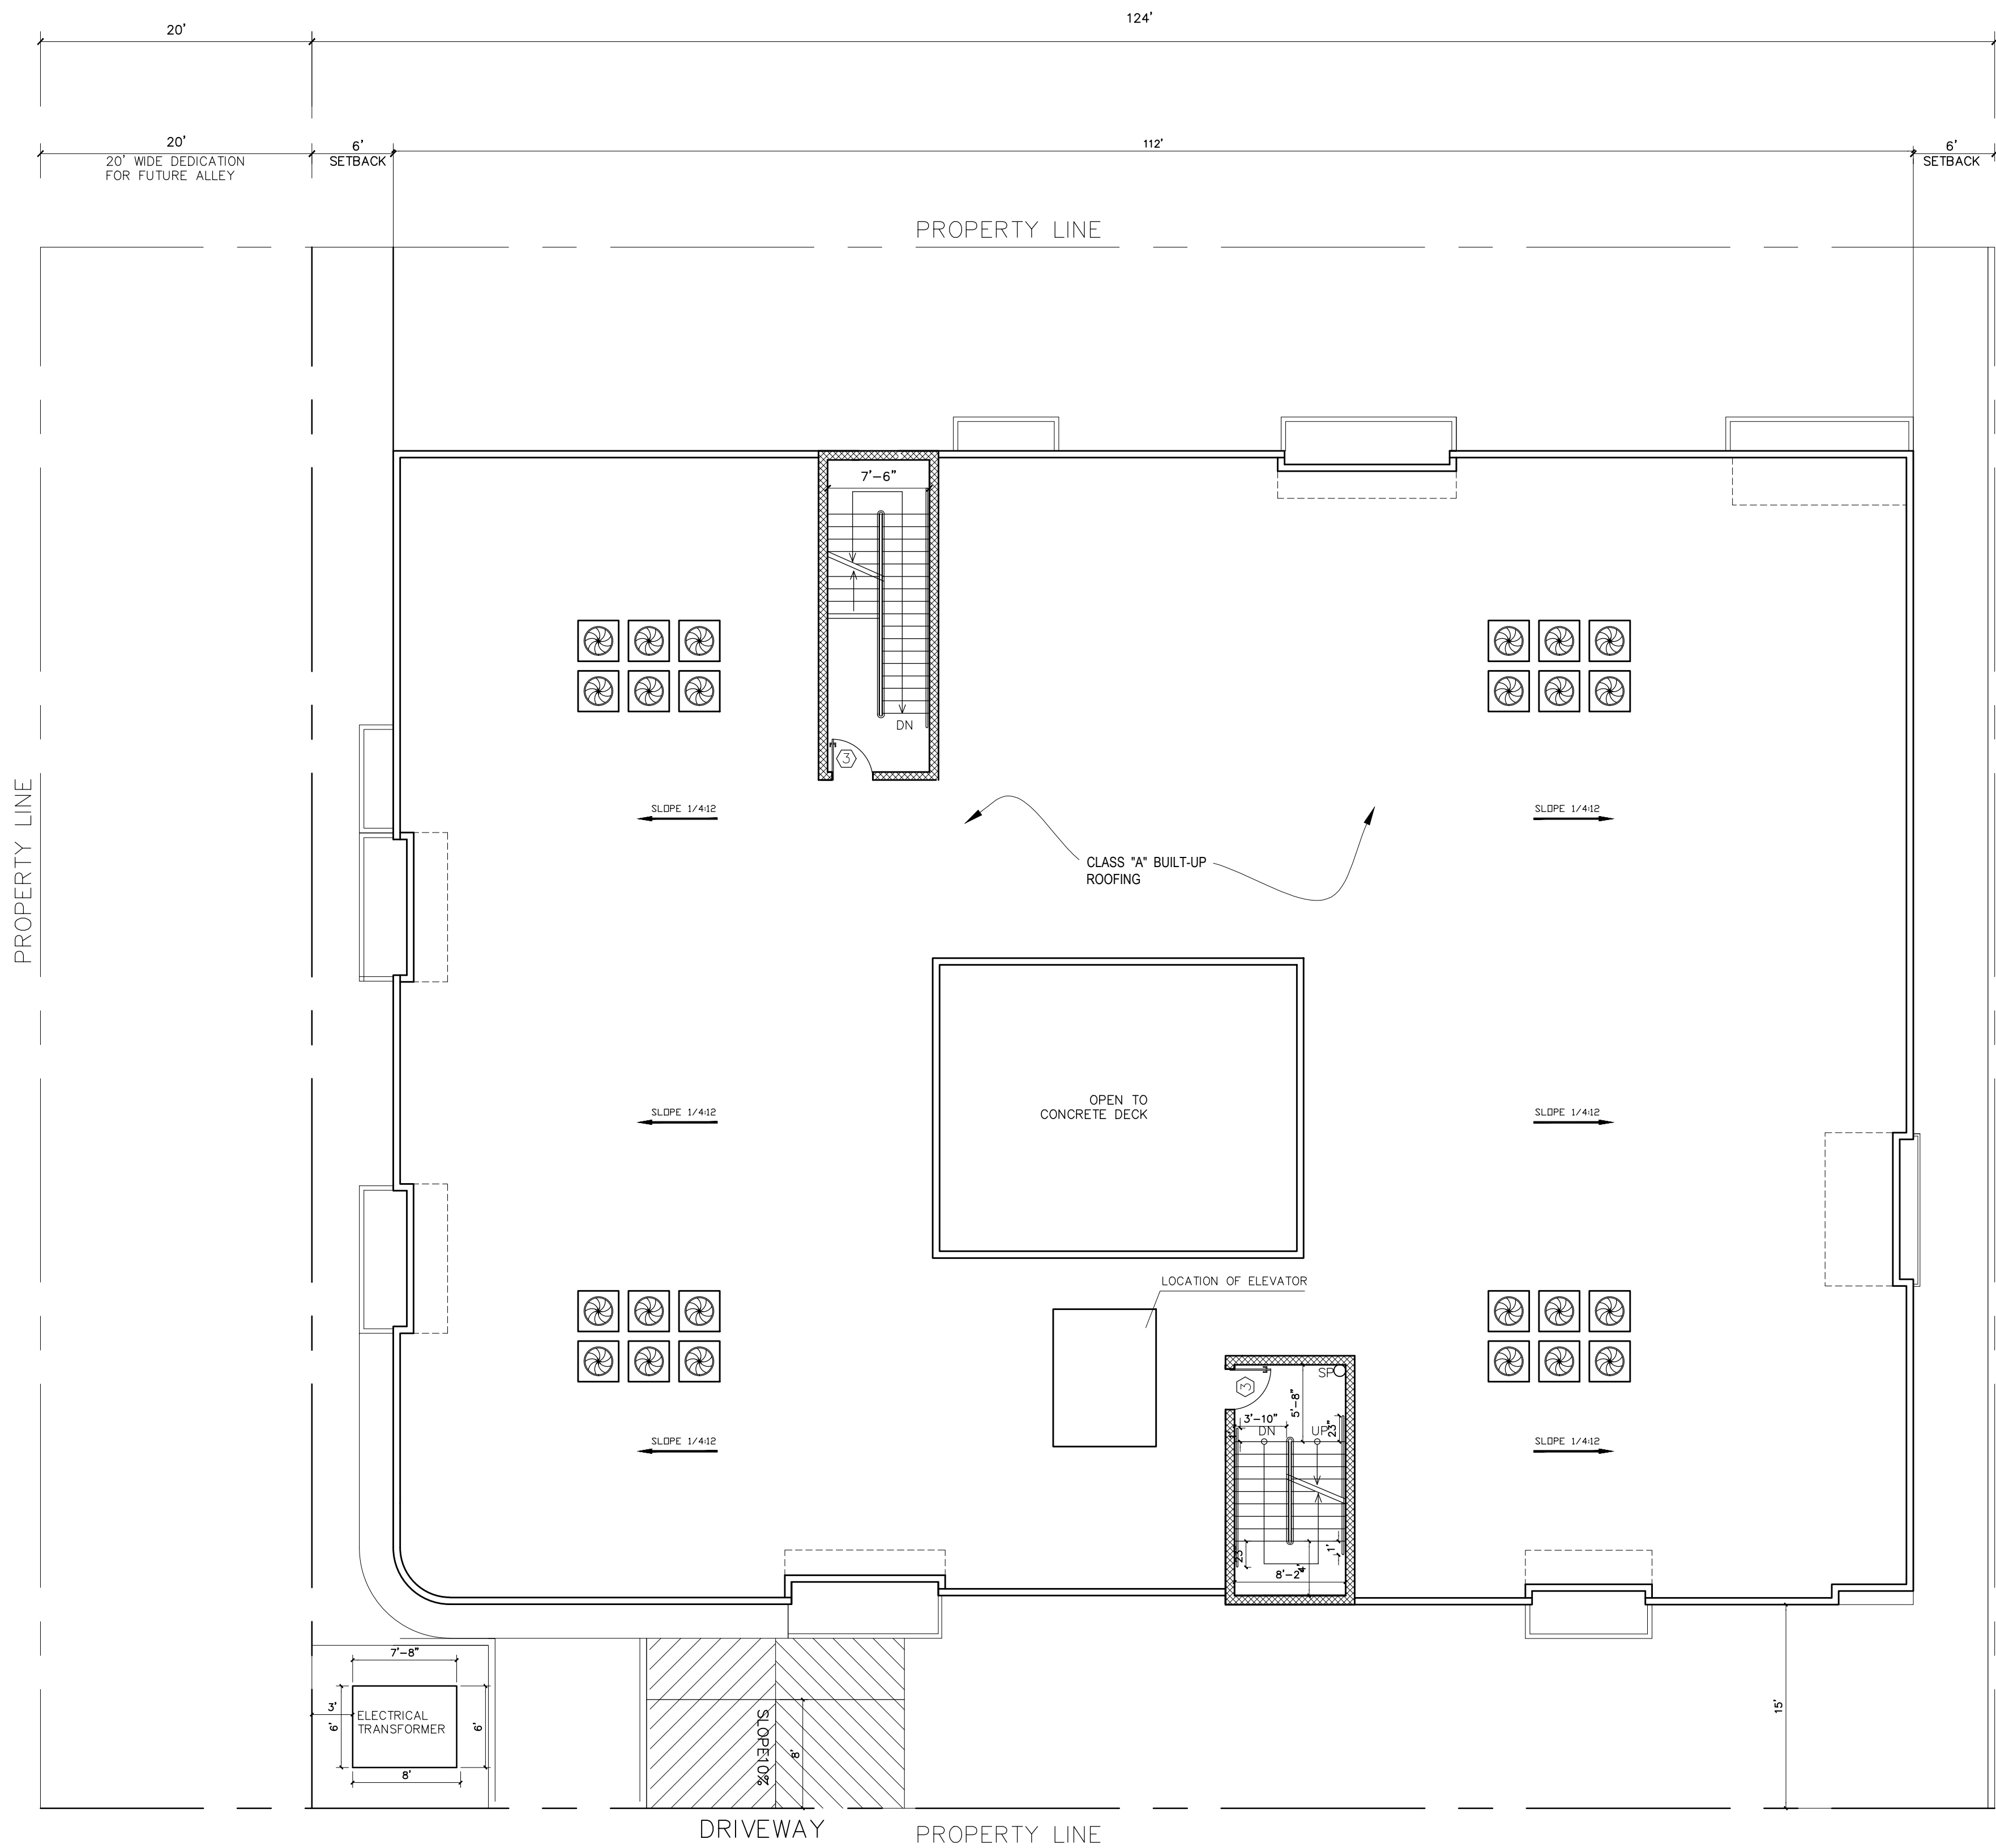 124'
20'
20'
6'
112'
6'
20' WIDE DEDICATION
FOR FUTURE ALLEY
SETBACK
SETBACK
PROPERTY LINE
7'-6"
DN
3
SLOPE 1/4:12
SLOPE 1/4:12
PROPERTY LINE
CLASS "A" BUILT-UP
ROOFING
OPEN TO
CONCRETE DECK
SLOPE 1/4:12
SLOPE 1/4:12
LOCATION OF ELEVATOR
3
SP
5'-8"
3'-10"
DN
UP
23"
1'
SLOPE 1/4:12
SLOPE 1/4:12
23"
1'
8'-2"
4'
7'-8"
3'
6'
ELECTRICAL
TRANSFORMER
6'
8'
SLOPE10%
8'
15'
DRIVEWAY
PROPERTY LINE